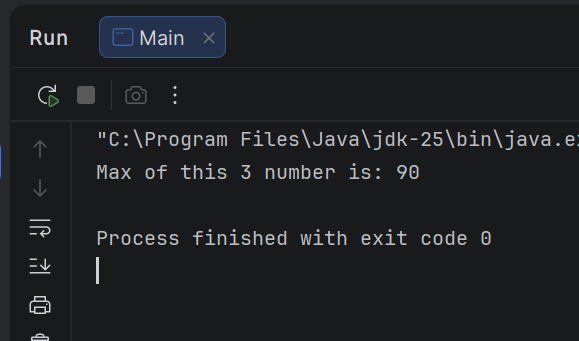 Run
Main
"C:\Program Files\Java\jdk-25\bin\java.ex
Max of this 3 number is: 90
Process finished with exit code 0